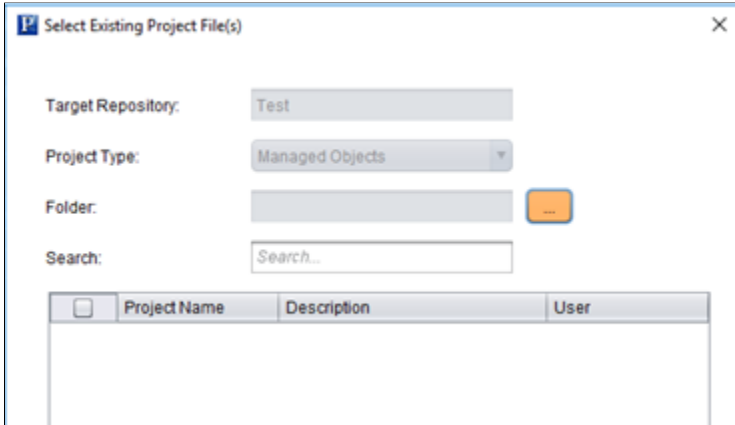 P Select Existing Project File(s)
Target Repository: Test
Project Type: Managed Objects
Folder: ...
Search: Search...
Project Name Description User